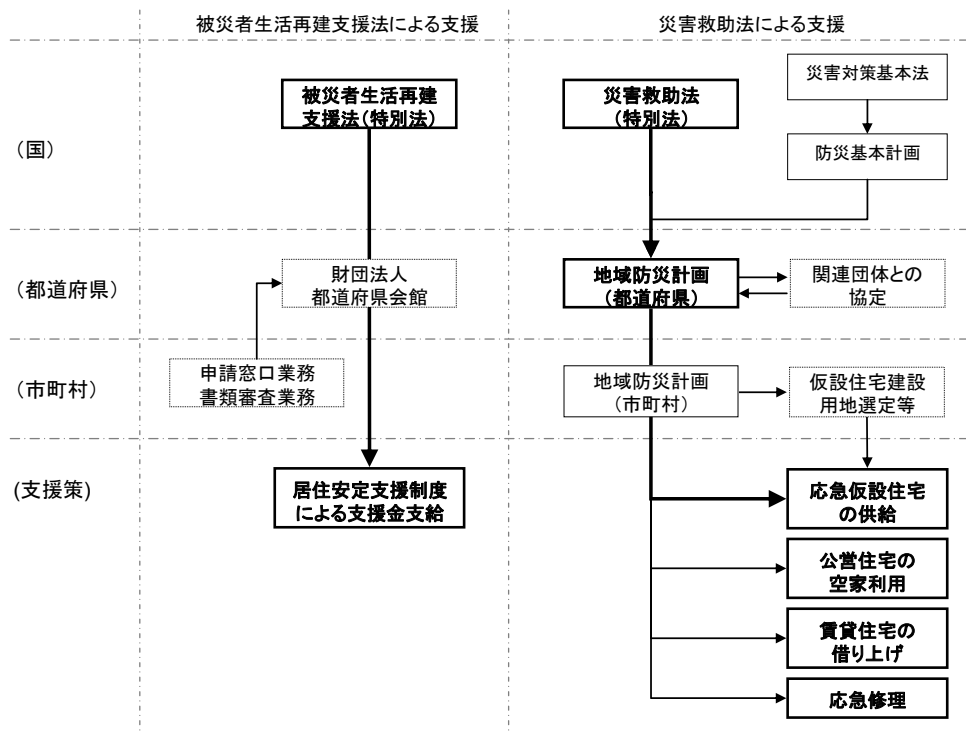 被災者生活再建支援法による支援
災害救助法による支援
(国)
被災者生活再建
支援法(特別法)
災害救助法
(特別法)
災害対策基本法
防災基本計画
(都道府県)
財団法人
都道府県会館
地域防災計画
(都道府県)
関連団体との
協定
(市町村)
申請窓口業務
書類審査業務
地域防災計画
(市町村)
仮設住宅建設
用地選定等
(支援策)
居住安定支援制度
による支援金支給
応急仮設住宅
の供給
公営住宅の
空家利用
賃貸住宅の
借り上げ
応急修理